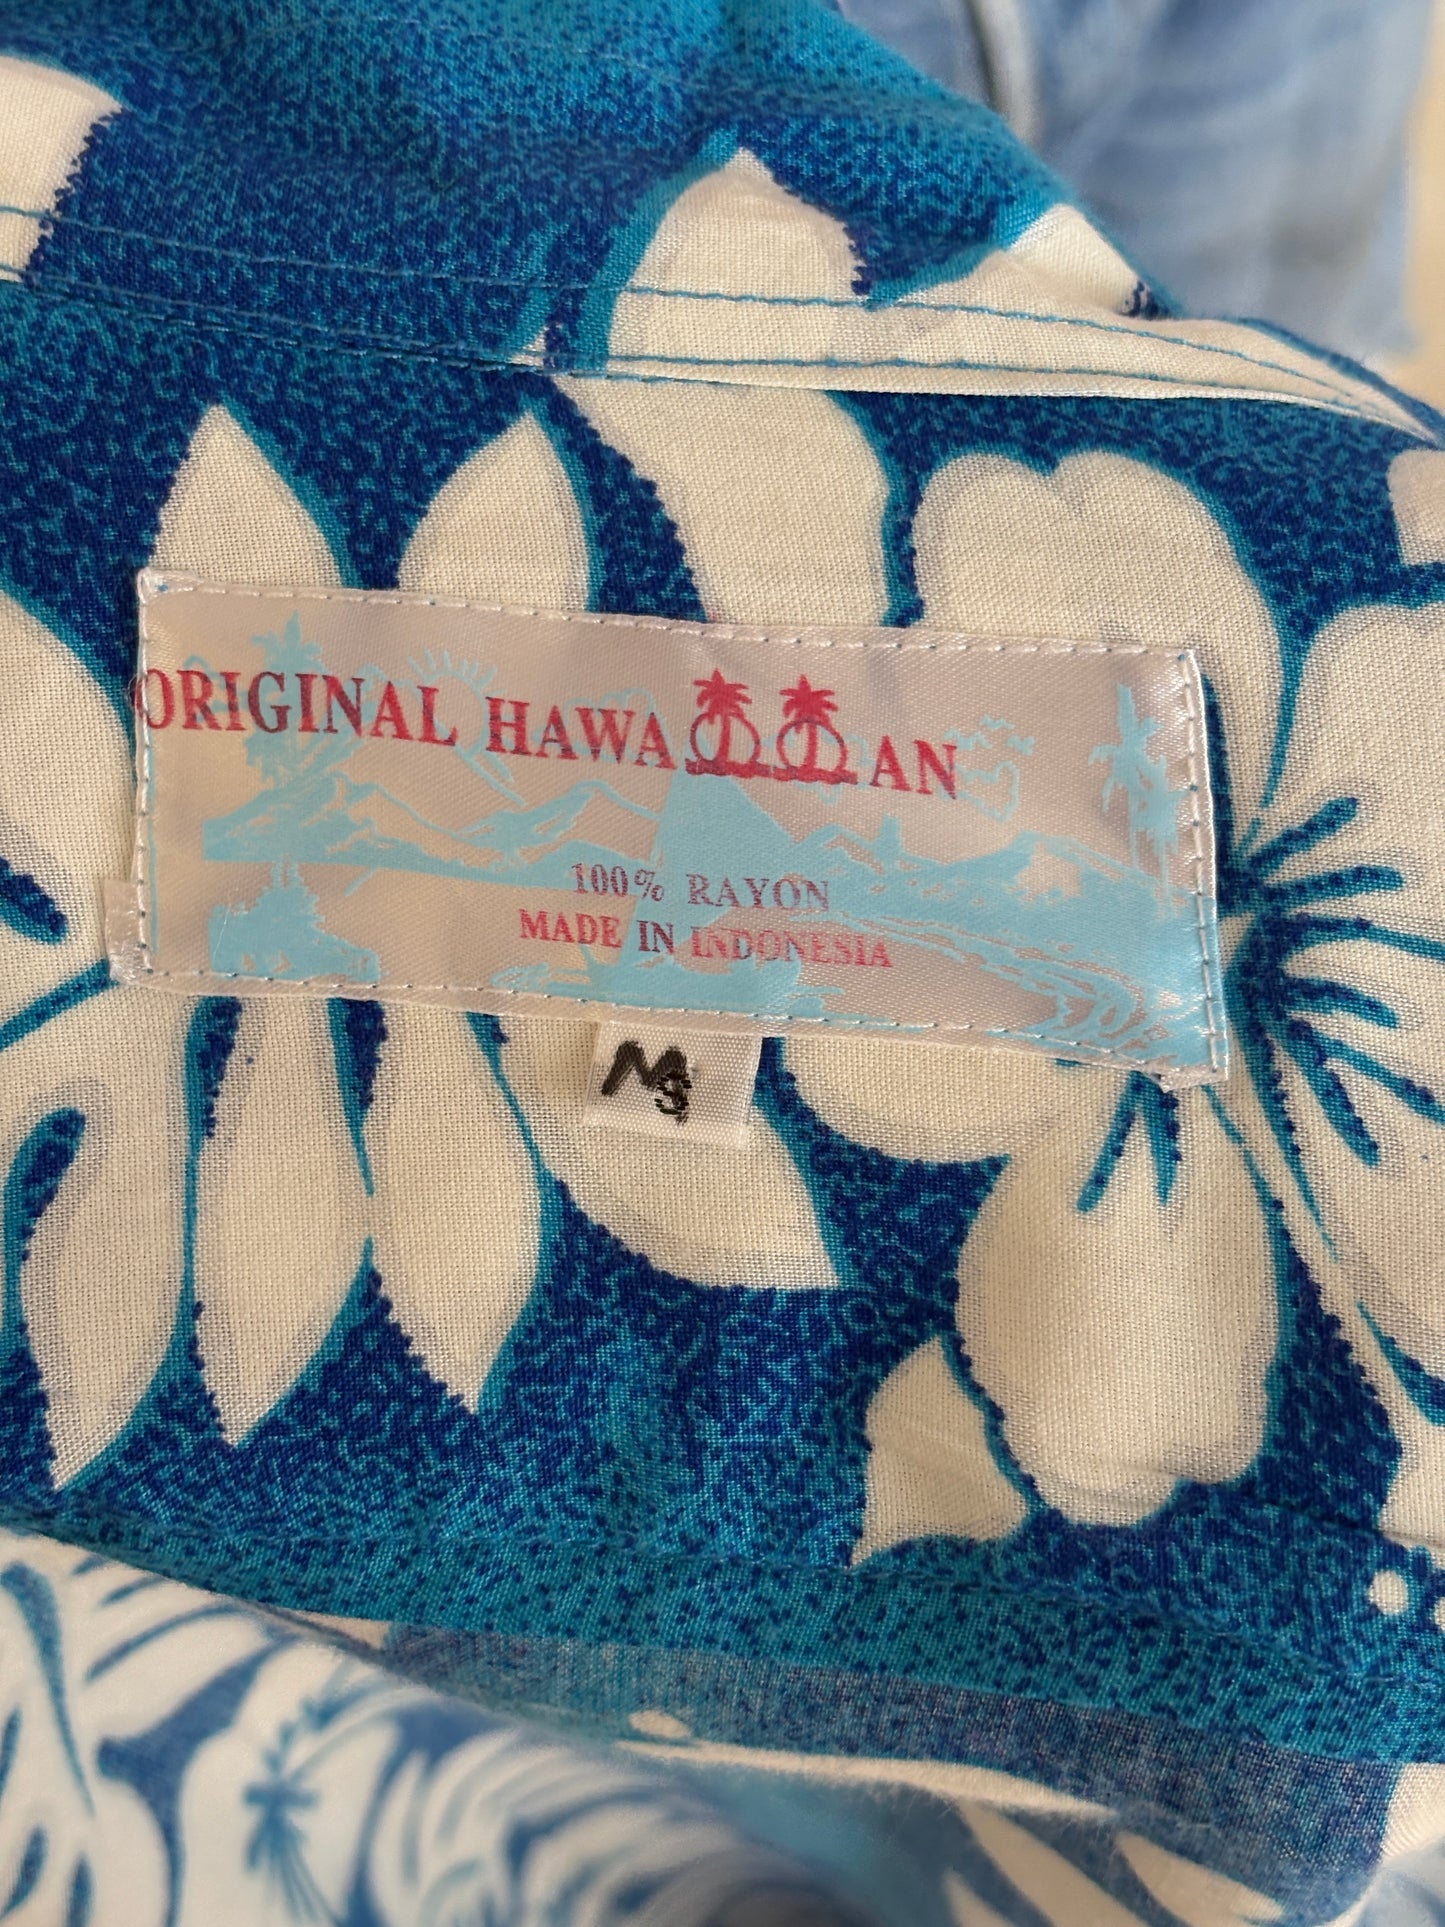 ORIGINAL HAWAIIAN
100% RAYON
MADE IN INDONESIA
M